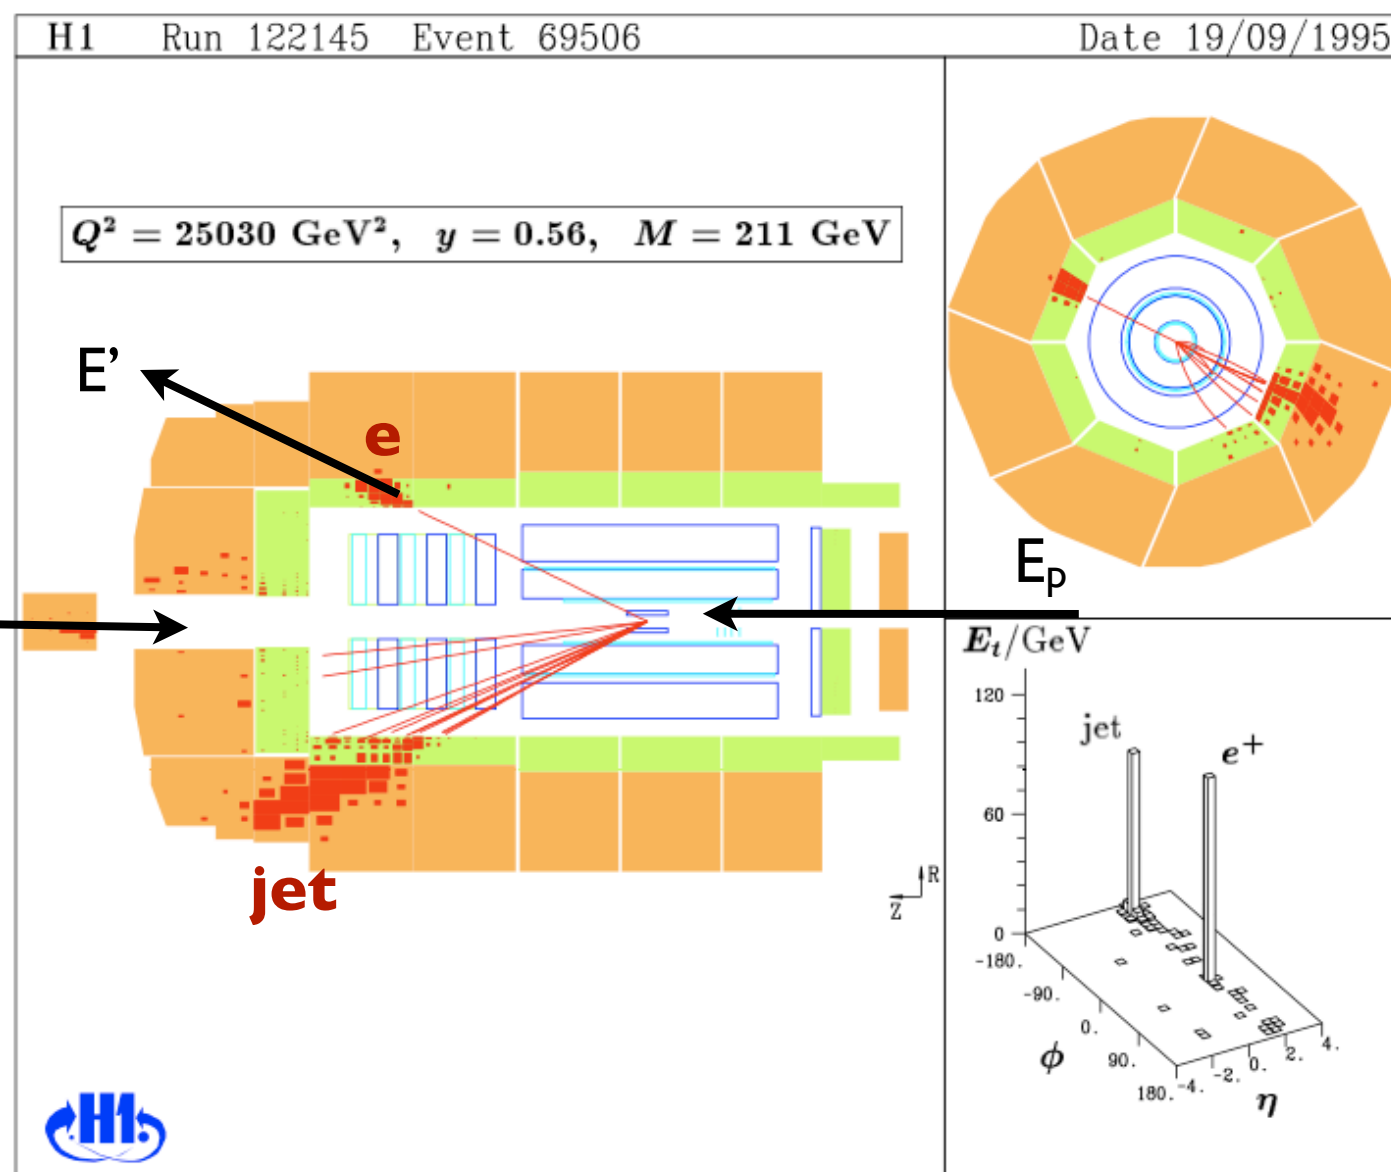 H1 Run 122145 Event 69506 Date 19/09/1995
Q² = 25030 GeV², y = 0.56, M = 211 GeV
E'
e
Ep
jet
R
Z
Eₜ/GeV
120
60
0
jet
e⁺
-180.
-90.
0.
90.
180.
ϕ
-4.
-2.
0.
2.
4.
η
H1